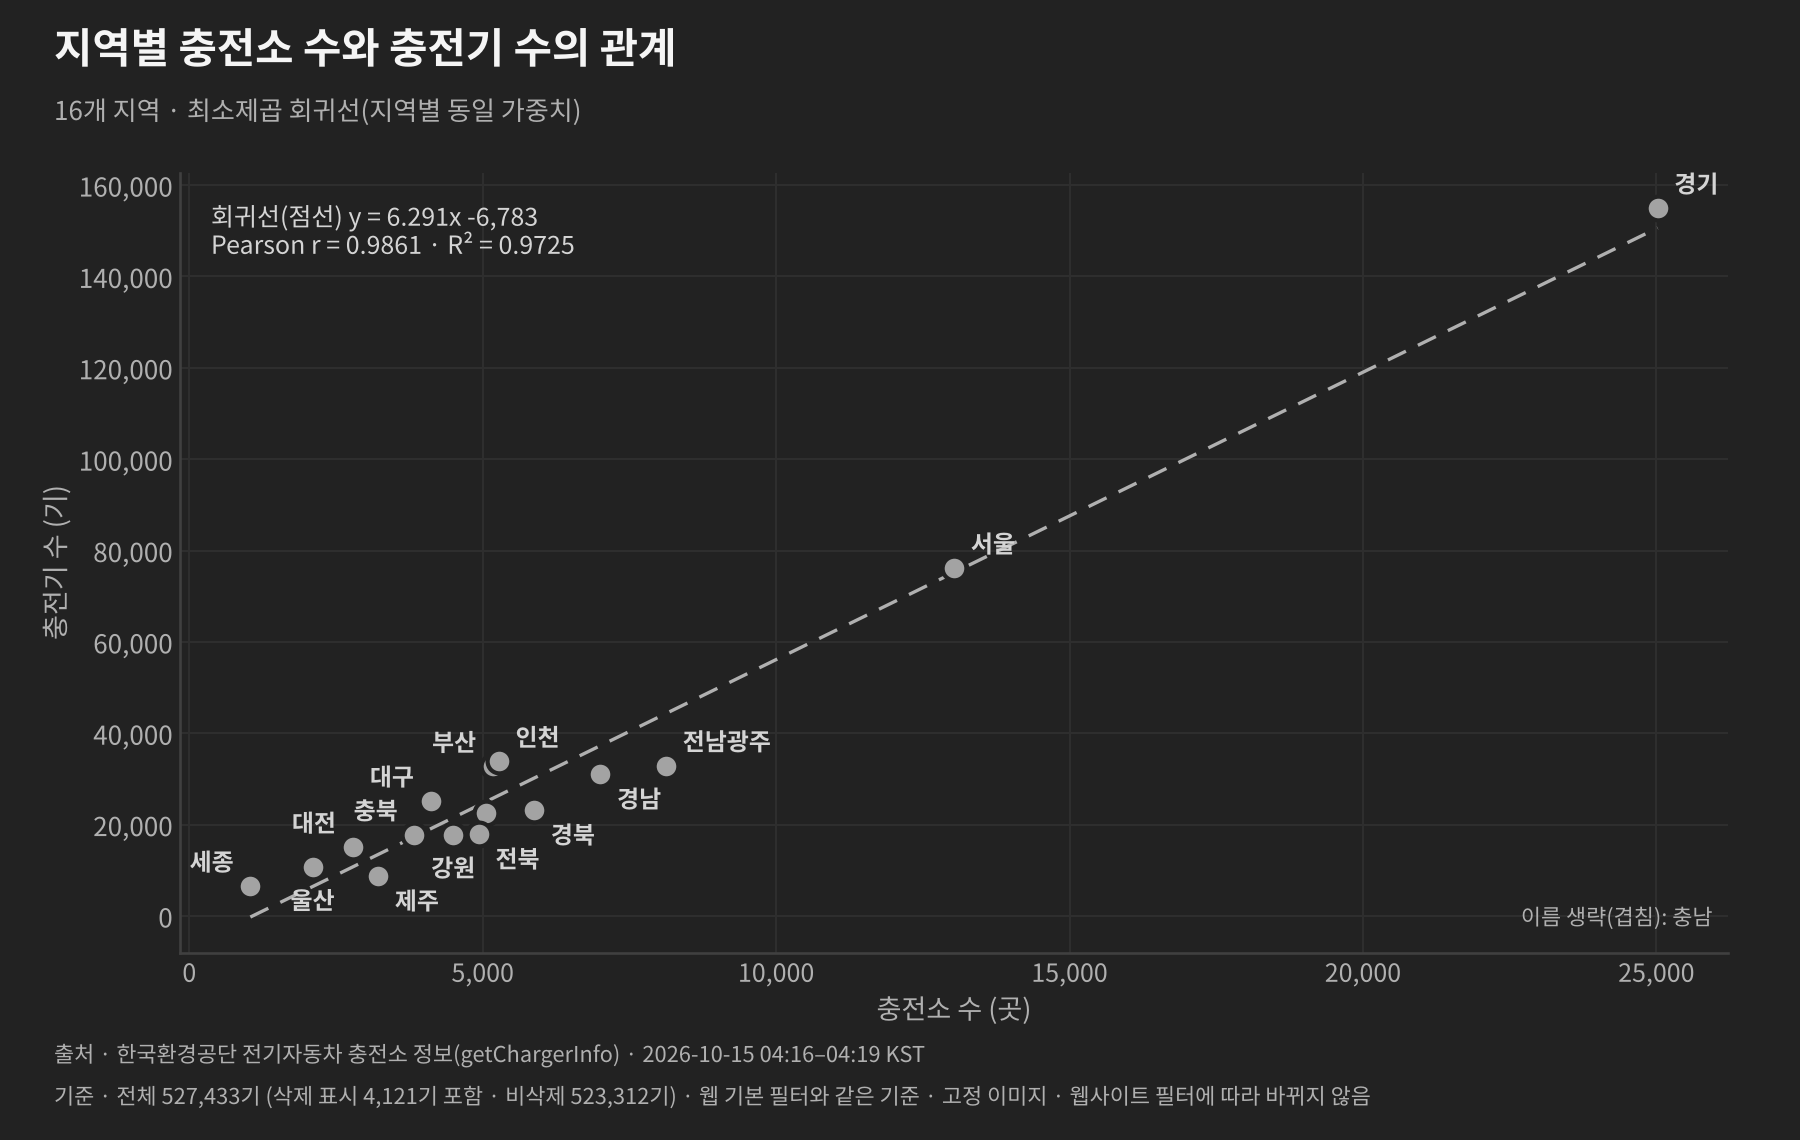 지역별 충전소 수와 충전기 수의 관계
16개 지역 · 최소제곱 회귀선(지역별 동일 가중치)
회귀선(점선) y = 6.291x -6,783
Pearson r = 0.9861 · R² = 0.9725
160,000
140,000
120,000
100,000
80,000
60,000
40,000
20,000
0
충전기 수 (기)
경기
서울
부산
인천
전남광주
대구
경남
충북
대전
경북
세종
강원
전북
울산
제주
이름 생략(겹침): 충남
0
5,000
10,000
15,000
20,000
25,000
충전소 수 (곳)
출처 · 한국환경공단 전기자동차 충전소 정보(getChargerInfo) · 2026-10-15 04:16–04:19 KST
기준 · 전체 527,433기 (삭제 표시 4,121기 포함 · 비삭제 523,312기) · 웹 기본 필터와 같은 기준 · 고정 이미지 · 웹사이트 필터에 따라 바뀌지 않음